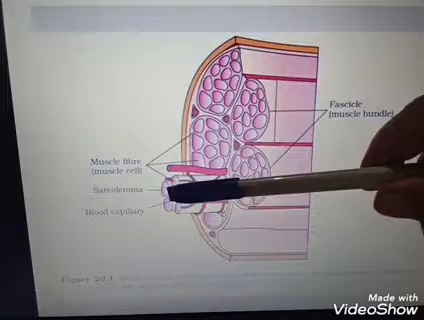 Fascicle
(muscle bundle)
Muscle fibre
(muscle cell)
Sarcolemma
Blood capillary
Figure 20.1
Made with
VideoShow